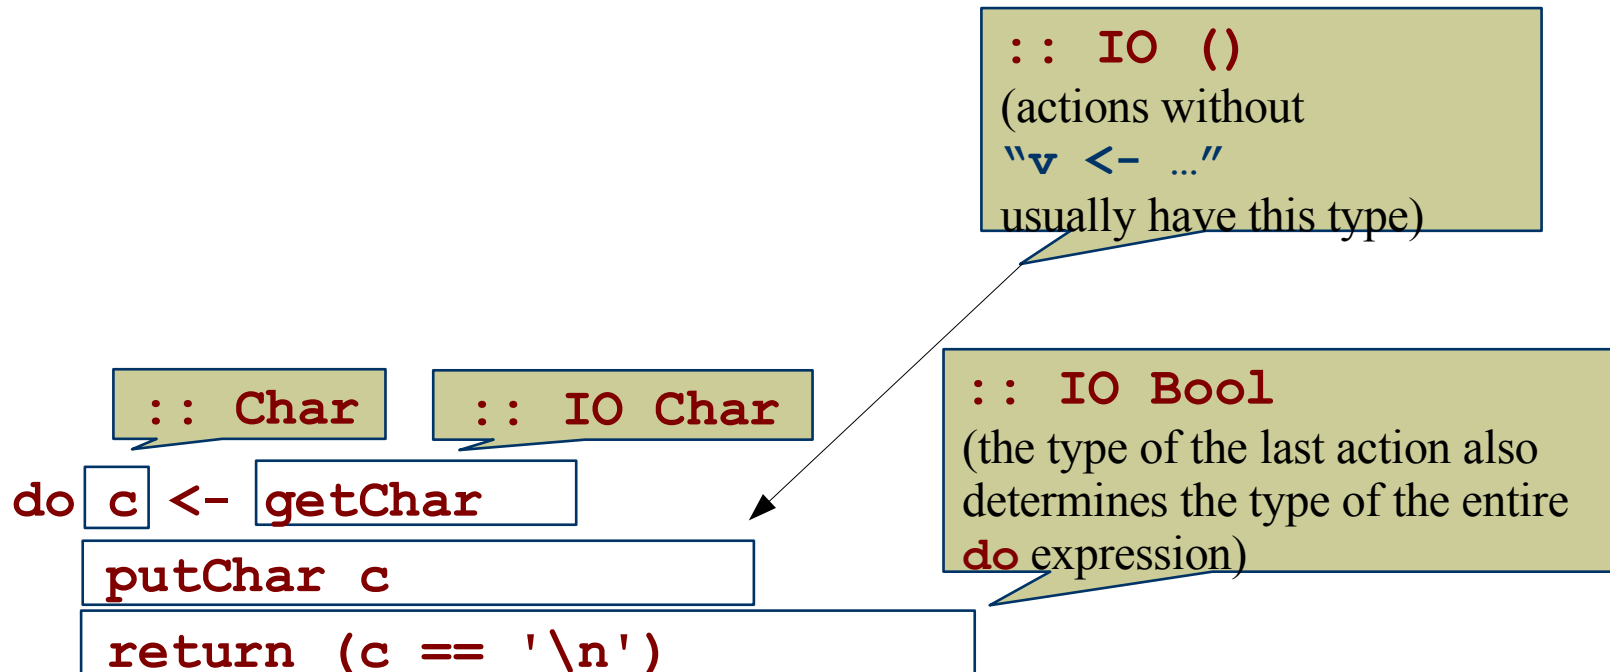 :: IO ()
(actions without
“v <- …”
usually have this type)
:: Char
:: IO Char
:: IO Bool
(the type of the last action also
determines the type of the entire
do expression)
do c <- getChar
putChar c
return (c == '\n')